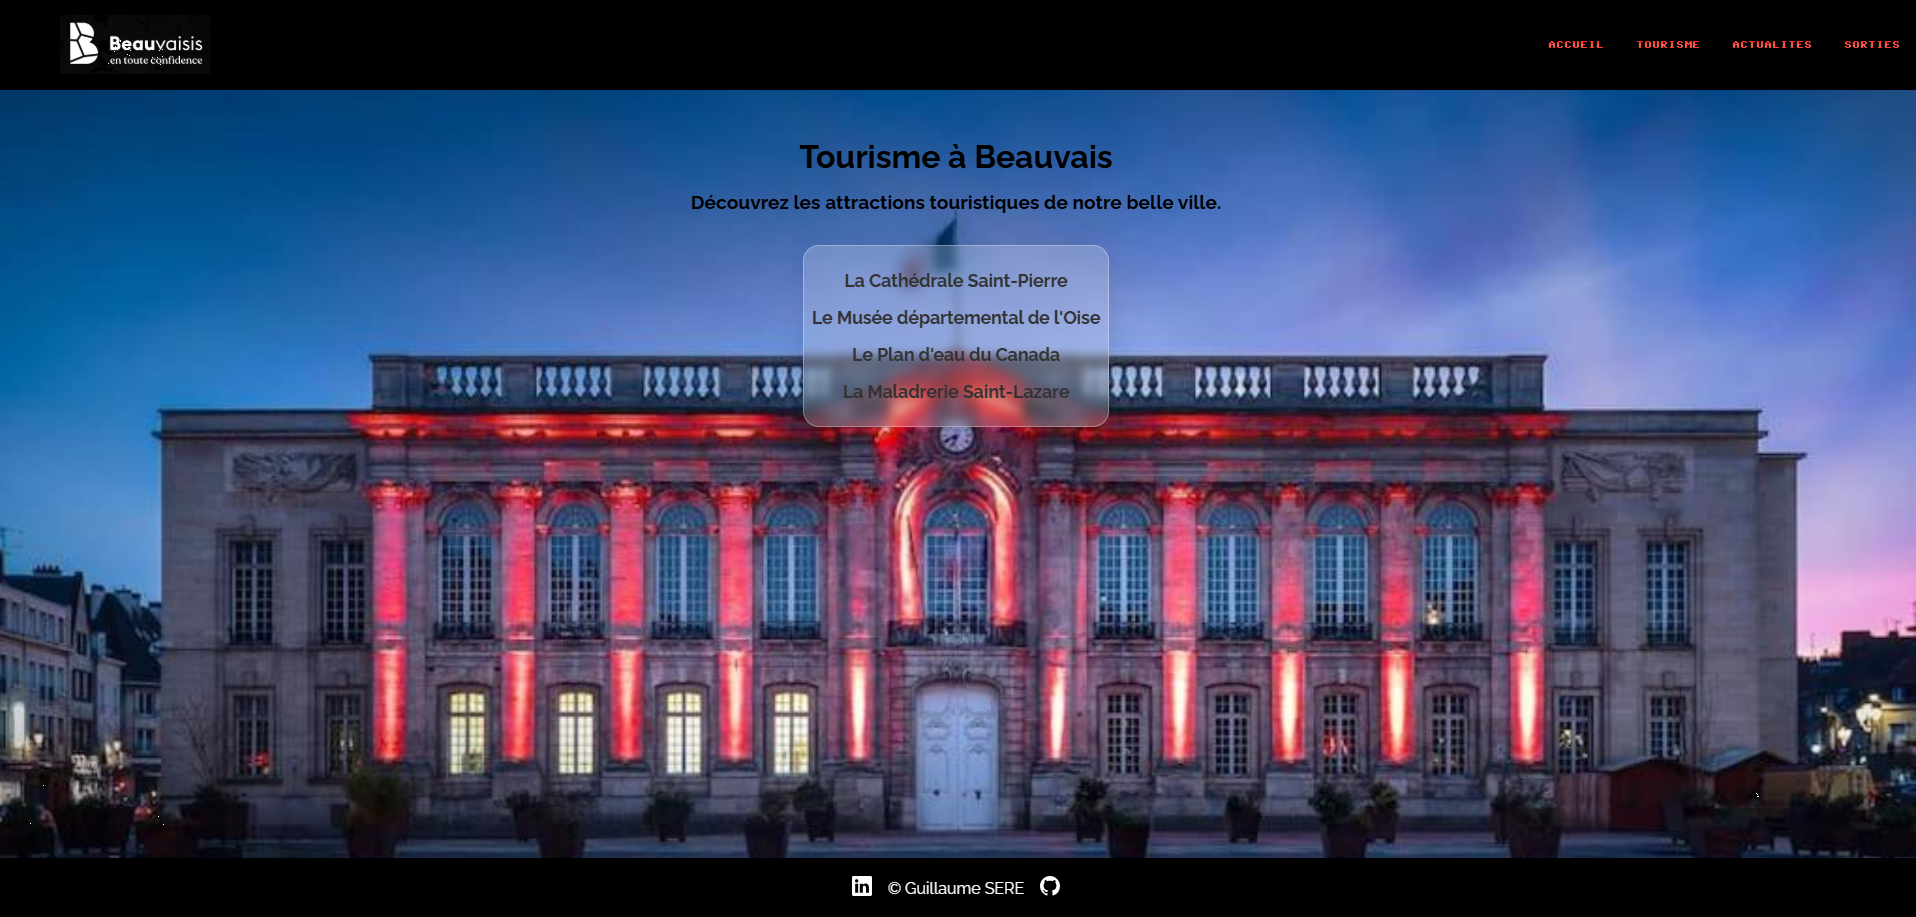 Beauvaisis
en toute confidence
ACCUEIL TOURISME ACTUALITES SORTIES
Tourisme à Beauvais
Découvrez les attractions touristiques de notre belle ville.
La Cathédrale Saint-Pierre
Le Musée départemental de l'Oise
Le Plan d'eau du Canada
La Maladrerie Saint-Lazare
in © Guillaume SERE